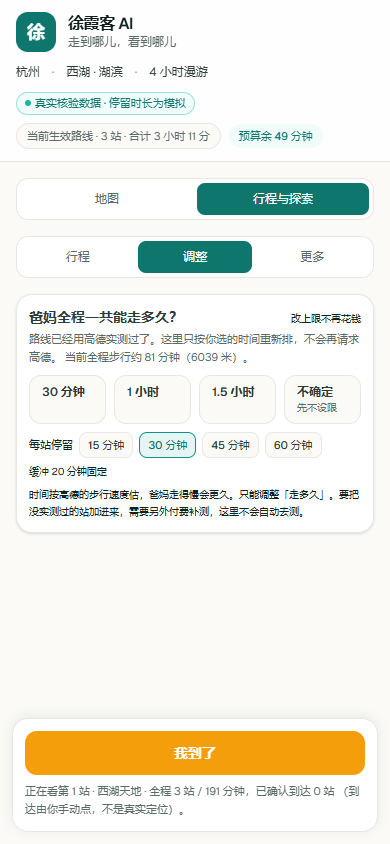 徐
徐霞客 AI
走到哪儿，看到哪儿
杭州 · 西湖·湖滨 · 4 小时漫游
真实核验数据·停留时长为模拟
当前生效路线·3 站·合计 3 小时 11 分
预算余 49 分钟
地图
行程与探索
行程
调整
更多
爸妈全程一共能走多久？
改上限不再花钱
路线已经用高德实测过了。这里只按你选的时间重新排，不会再请求
高德。 当前全程步行约 81 分钟（6039 米）。
30 分钟
1 小时
1.5 小时
不确定
先不设限
每站停留
15 分钟
30 分钟
45 分钟
60 分钟
缓冲 20 分钟固定
时间按高德的步行速度估，爸妈走得慢会更久。只能调整「走多久」。要把
没实测过的站加进来，需要另外付费补测，这里不会自动去测。
我到了
正在看第 1 站·西湖天地·全程 3 站 / 191 分钟，已确认到达 0 站 （到
达由你手动点，不是真实定位）。